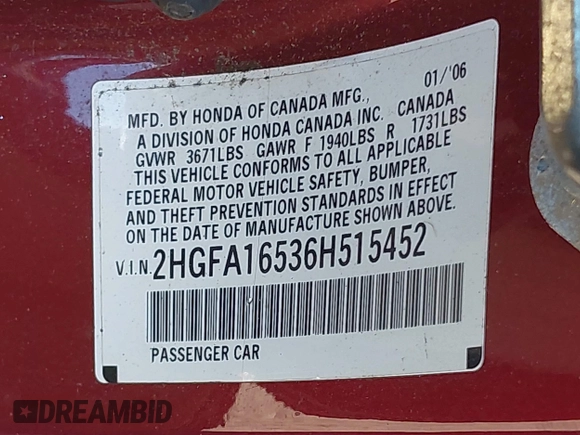 01/'06
MFD. BY HONDA OF CANADA MFG.,
A DIVISION OF HONDA CANADA INC. CANADA
GVWR 3671LBS GAWR F 1940LBS R 1731LBS
THIS VEHICLE CONFORMS TO ALL APPLICABLE
FEDERAL MOTOR VEHICLE SAFETY, BUMPER,
AND THEFT PREVENTION STANDARDS IN EFFECT
ON THE DATE OF MANUFACTURE SHOWN ABOVE.
V.I.N. 2HGFA16536H515452
PASSENGER CAR
DREAMBID